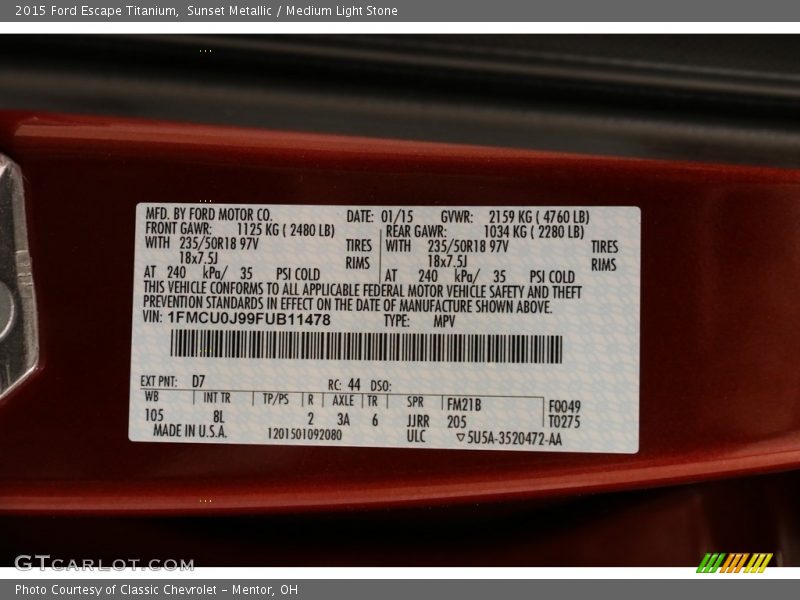 2015 Ford Escape Titanium, Sunset Metallic / Medium Light Stone
MFD. BY FORD MOTOR CO. DATE: 01/15 GVWR: 2159 KG ( 4760 LB)
FRONT GAWR: 1125 KG ( 2480 LB) REAR GAWR: 1034 KG ( 2280 LB)
WITH 235/50R18 97V TIRES WITH 235/50R18 97V TIRES
18x7.5J RIMS 18x7.5J RIMS
AT 240 kPa/ 35 PSI COLD AT 240 kPa/ 35 PSI COLD
THIS VEHICLE CONFORMS TO ALL APPLICABLE FEDERAL MOTOR VEHICLE SAFETY AND THEFT
PREVENTION STANDARDS IN EFFECT ON THE DATE OF MANUFACTURE SHOWN ABOVE.
VIN: 1FMCU0J99FUB11478 TYPE: MPV
EXT PNT: D7 RC: 44 DSO:
WB INT TR TP/PS R AXLE TR SPR FM21B F0049
105 8L 2 3A 6 JJRR 205 T0275
MADE IN U.S.A. 1201501092080 ULC ▽5U5A-3520472-AA
GTCARLOT.COM
Photo Courtesy of Classic Chevrolet - Mentor, OH